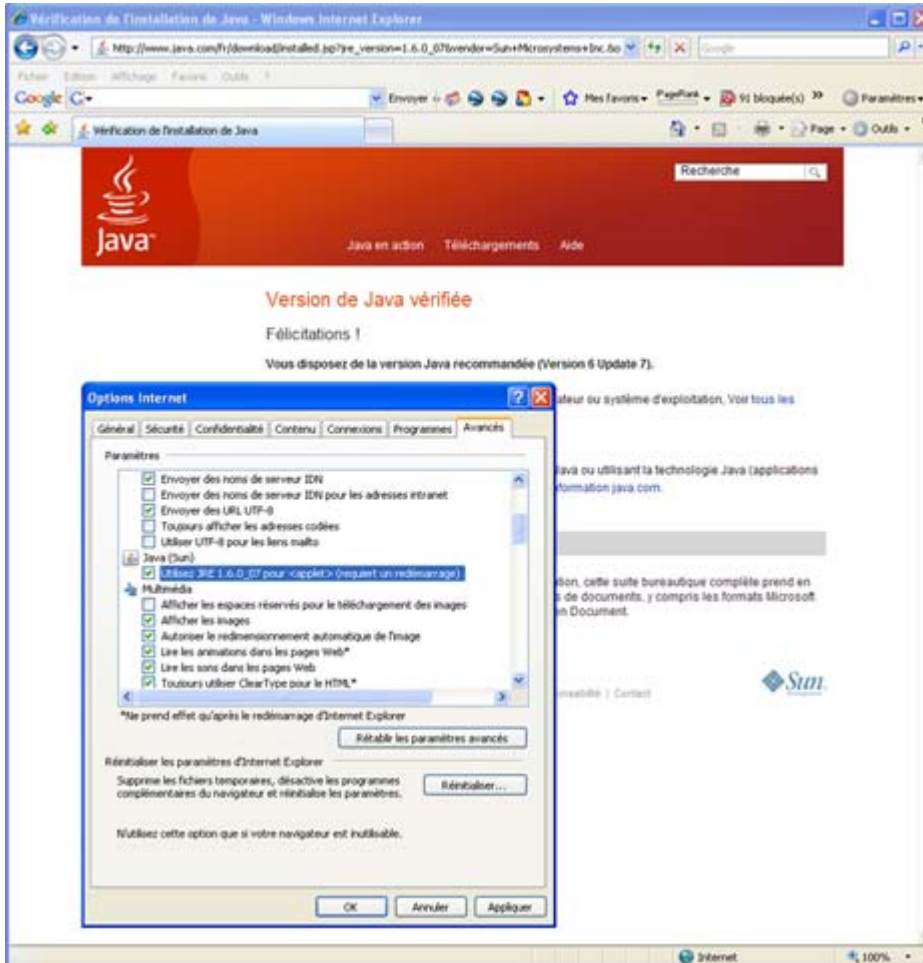 Vérification de l'installation de Java - Windows Internet Explorer
http://www.java.com/fr/download/installed.jsp?jre_version=1.6.0_07&vendor=Sun+Microsystems+Inc.&o
Google
Fichier Edition Affichage Favoris Outils ?
Google Envoyer Mes favoris PageRank 91 bloquée(s) Paramètres
Vérification de l'installation de Java Page Outils
Java
Recherche
Java en action Téléchargements Aide
Version de Java vérifiée
Félicitations !
Vous disposez de la version Java recommandée (Version 6 Update 7).
ateur ou système d'exploitation, Voir tous les
Java ou utilisant la technologie Java (applications
formation java.com.
tion, cette suite bureautique complète prend en
s de documents, y compris les formats Microsoft
n Document.
| Contact
Sun
Options Internet
Général Sécurité Confidentialité Contenu Connexions Programmes Avancés
Paramètres
Envoyer des noms de serveur IDN
Envoyer des noms de serveur IDN pour les adresses intranet
Envoyer des URL UTF-8
Toujours afficher les adresses codées
Utiliser UTF-8 pour les liens mailto
Java (Sun)
Utilisez JRE 1.6.0_07 pour <applet> (requiert un redémarrage)
Multimédia
Afficher les espaces réservés pour le téléchargement des images
Afficher les images
Autoriser le redimensionnement automatique de l'image
Lire les animations dans les pages Web*
Lire les sons dans les pages Web
Toujours utiliser ClearType pour le HTML*
*Ne prend effet qu'après le redémarrage d'Internet Explorer
Rétablir les paramètres avancés
Réinitialiser les paramètres d'Internet Explorer
Supprime les fichiers temporaires, désactive les programmes
complémentaires du navigateur et réinitialise les paramètres.
Réinitialiser...
N'utilisez cette option que si votre navigateur est inutilisable.
OK Annuler Appliquer
Internet 100%